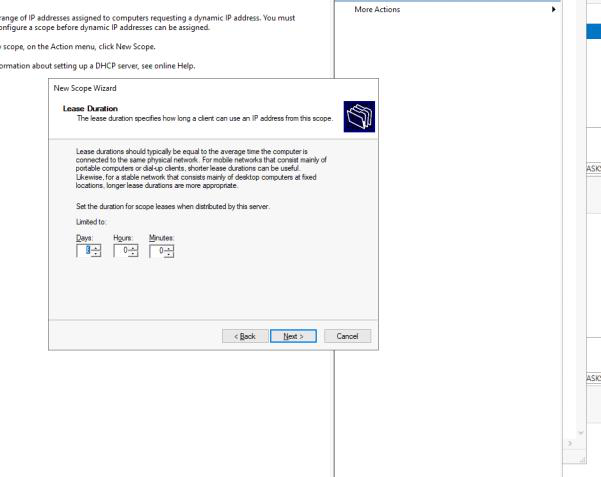 range of IP addresses assigned to computers requesting a dynamic IP address. You must
onfigure a scope before dynamic IP addresses can be assigned.
scope, on the Action menu, click New Scope.
ormation about setting up a DHCP server, see online Help.
More Actions
New Scope Wizard
Lease Duration
The lease duration specifies how long a client can use an IP address from this scope.
Lease durations should typically be equal to the average time the computer is
connected to the same physical network. For mobile networks that consist mainly of
portable computers or dial-up clients, shorter lease durations can be useful.
Likewise, for a stable network that consists mainly of desktop computers at fixed
locations, longer lease durations are more appropriate.
Set the duration for scope leases when distributed by this server.
Limited to:
Days: Hours: Minutes:
0 0
< Back Next > Cancel
ASKS
ASKS